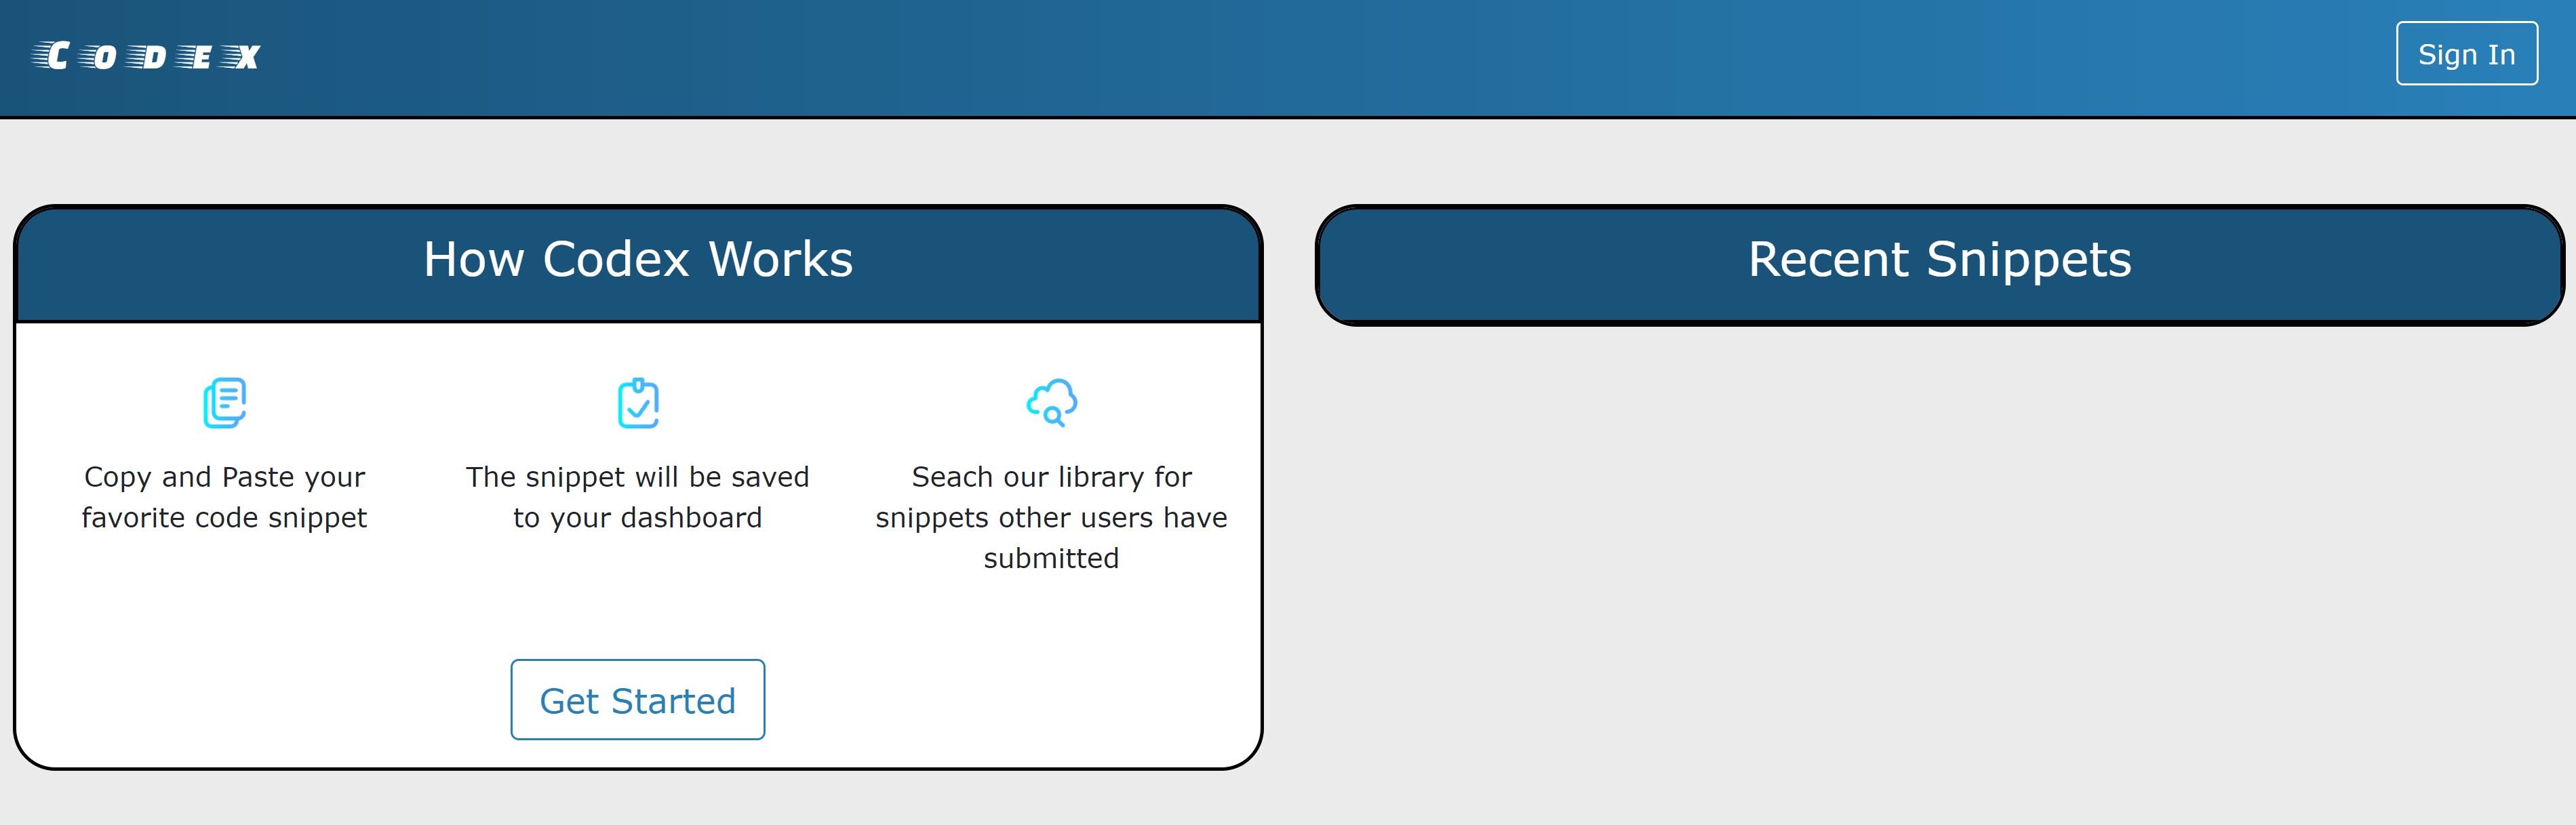 Codex
Sign In
How Codex Works
Copy and Paste your
favorite code snippet
The snippet will be saved
to your dashboard
Seach our library for
snippets other users have
submitted
Get Started
Recent Snippets